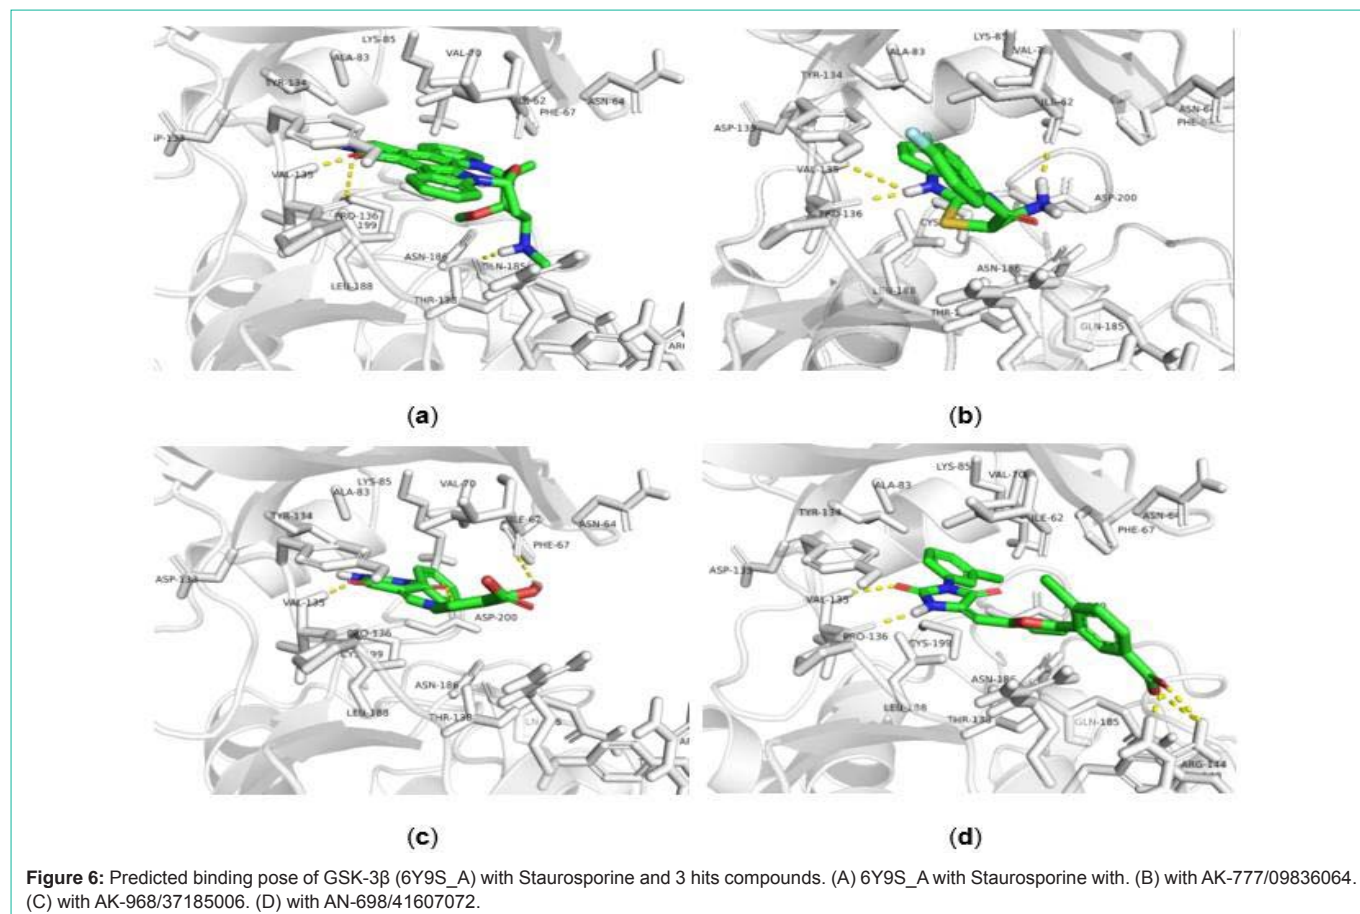 LYS-85
VAL-70
ALA-83
TYR-134
ILE-62
ASN-64
PHE-67
VAL-135
PRO-136
199
ASN-186
GLN-185
LEU-188
THR-138
(a)
LYS-85
ALA-83
TYR-134
ILE-62
ASP-133
VAL-135
ASP-200
PRO-136
ASN-186
LEU-188
GLN-185
(b)
LYS-85
VAL-70
ALA-83
TYR-134
ASN-64
PHE-67
ASP-133
VAL-135
ASP-200
PRO-136
ASN-186
LEU-188
THR-138
(c)
LYS-85
VAL-70
ALA-83
TYR-134
ILE-62
ASN-64
PHE-67
ASP-133
VAL-135
PRO-136
CYS-199
ASN-186
LEU-188
THR-138
GLN-185
ARG-144
(d)
Figure 6: Predicted binding pose of GSK-3β (6Y9S_A) with Staurosporine and 3 hits compounds. (A) 6Y9S_A with Staurosporine with. (B) with AK-777/09836064.
(C) with AK-968/37185006. (D) with AN-698/41607072.